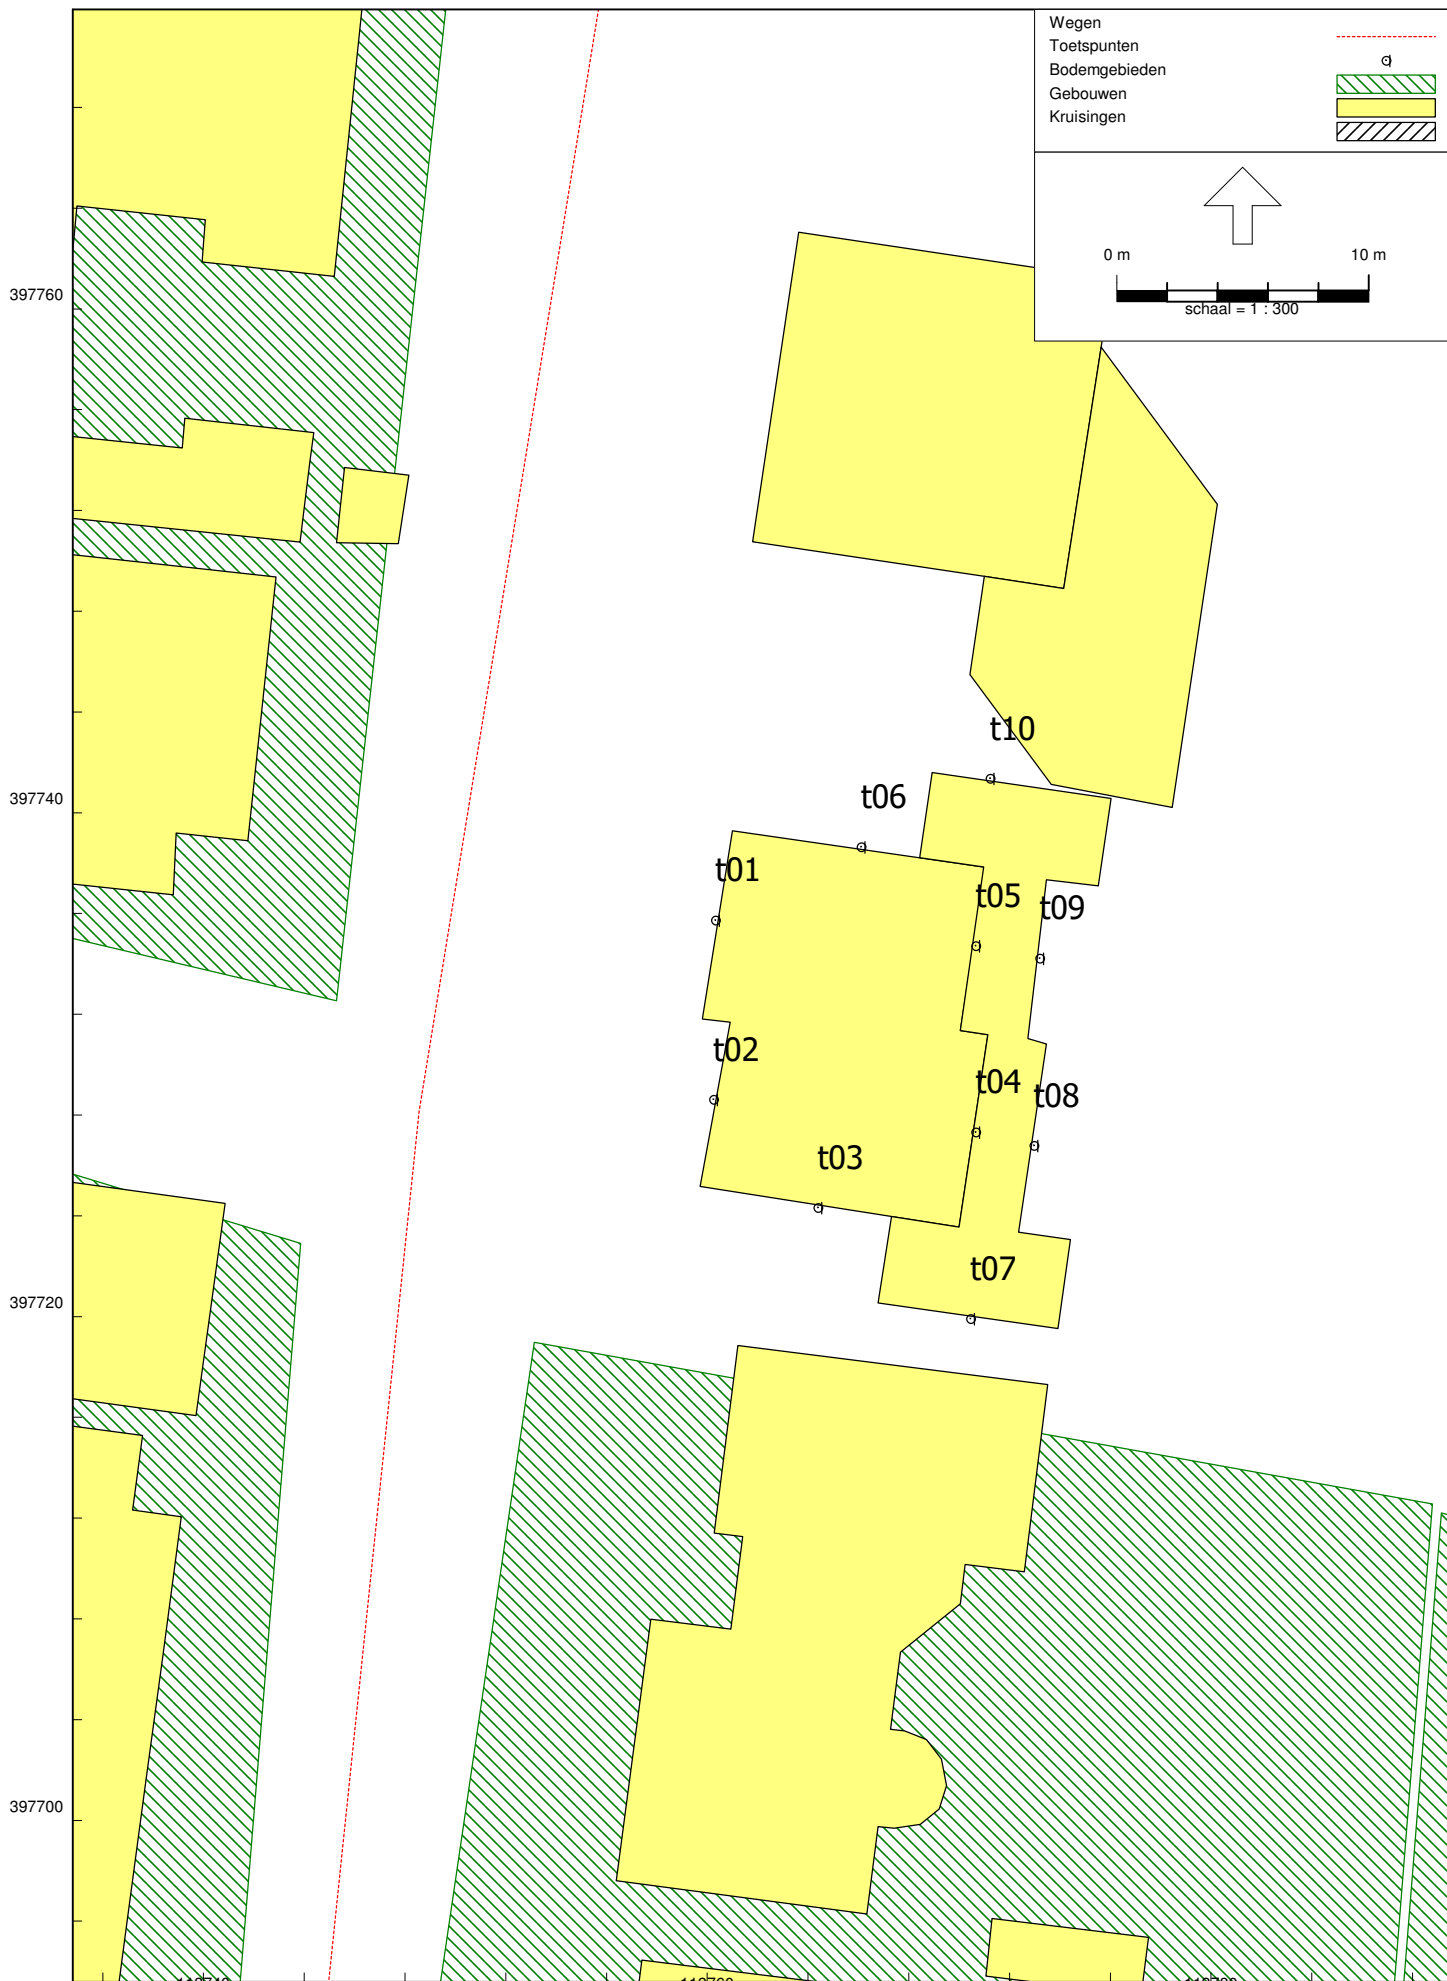 Wegen
Toetspunten
Bodemgebieden
Gebouwen
Kruisingen
0 m 10 m
schaal = 1 : 300
397760
t10
397740
t06
t01
t05
t09
t02
t04
t08
t03
t07
397720
397700